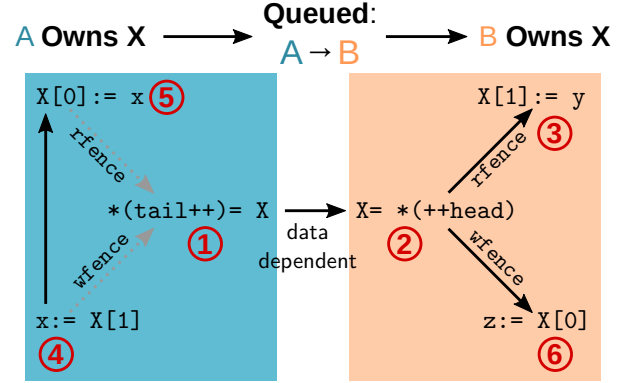 A Owns X
Queued:
A → B
B Owns X
X[0]:= x 5
rfence
*(tail++)= X
1
wfence
x:= X[1]
4
data
dependent
X[1]:= y
3
rfence
X= *(++head)
2
wfence
z:= X[0]
6